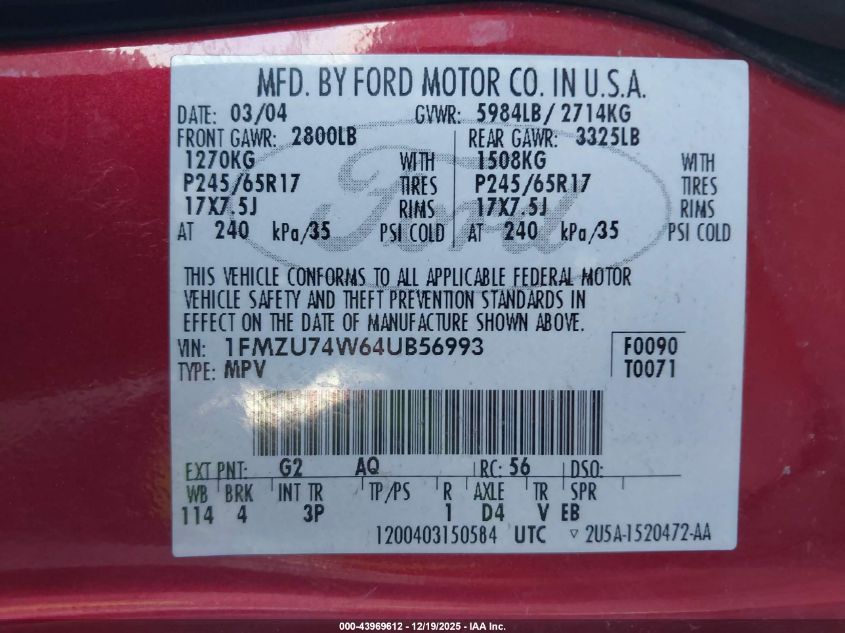 MFD. BY FORD MOTOR CO. IN U.S.A.
DATE: 03/04 GVWR: 5984LB/ 2714KG
FRONT GAWR: 2800LB REAR GAWR: 3325LB
1270KG WITH 1508KG WITH
P245/65R17 TIRES P245/65R17 TIRES
17X7.5J RIMS 17X7.5J RIMS
AT 240 kPa/35 PSI COLD AT 240 kPa/35 PSI COLD
Ford
THIS VEHICLE CONFORMS TO ALL APPLICABLE FEDERAL MOTOR
VEHICLE SAFETY AND THEFT PREVENTION STANDARDS IN
EFFECT ON THE DATE OF MANUFACTURE SHOWN ABOVE.
VIN: 1FMZU74W64UB56993 F0090
TYPE: MPV T0071
EXT PNT: G2 AQ RC: 56 DSO:
WB BRK INT TR TP/PS R AXLE TR SPR
114 4 3P 1 D4 V EB
1200403150584 UTC ▽ 2U5A-1520472-AA
000-43969612 - 12/19/2025 - IAA Inc.